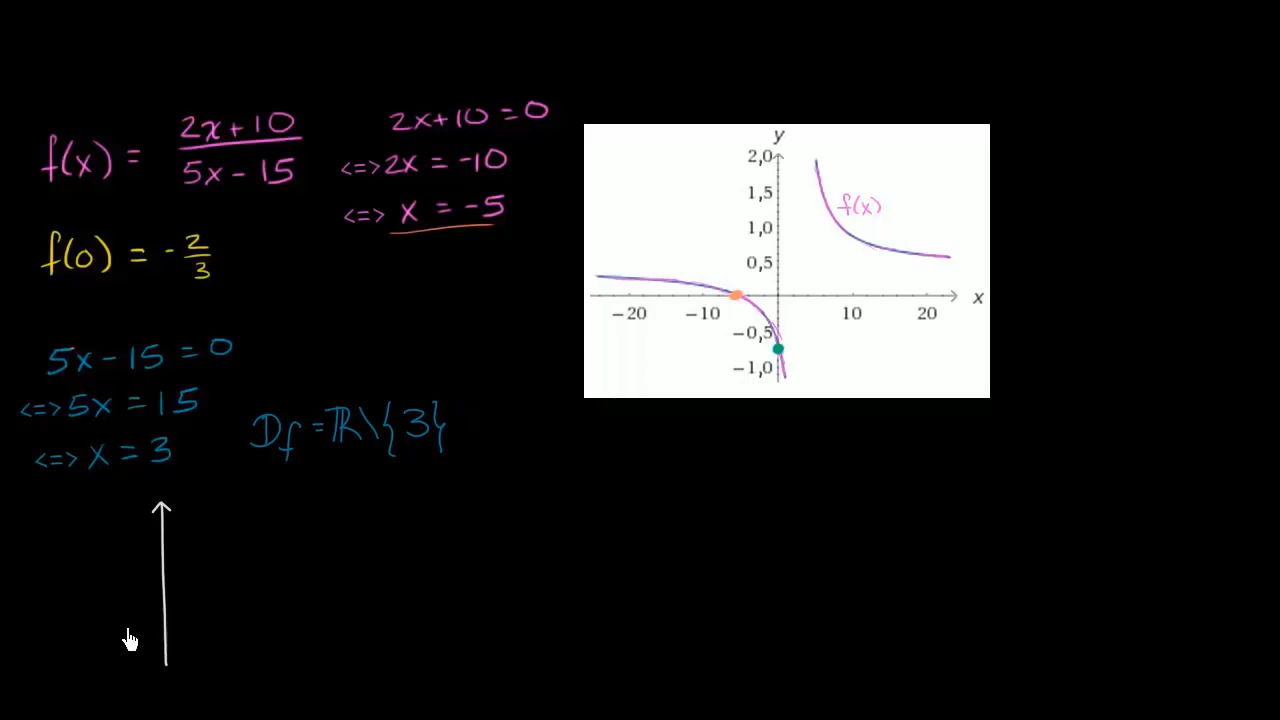 f(x) = 2x+10 / 5x-15
2x+10=0
<=> 2x = -10
<=> x = -5
f(0) = -2/3
5x-15=0
<=> 5x=15
<=> x=3
Df=ℝ\{3}
y
2,0
1,5
f(x)
1,0
0,5
x
−20
−10
10
20
−0,5
−1,0